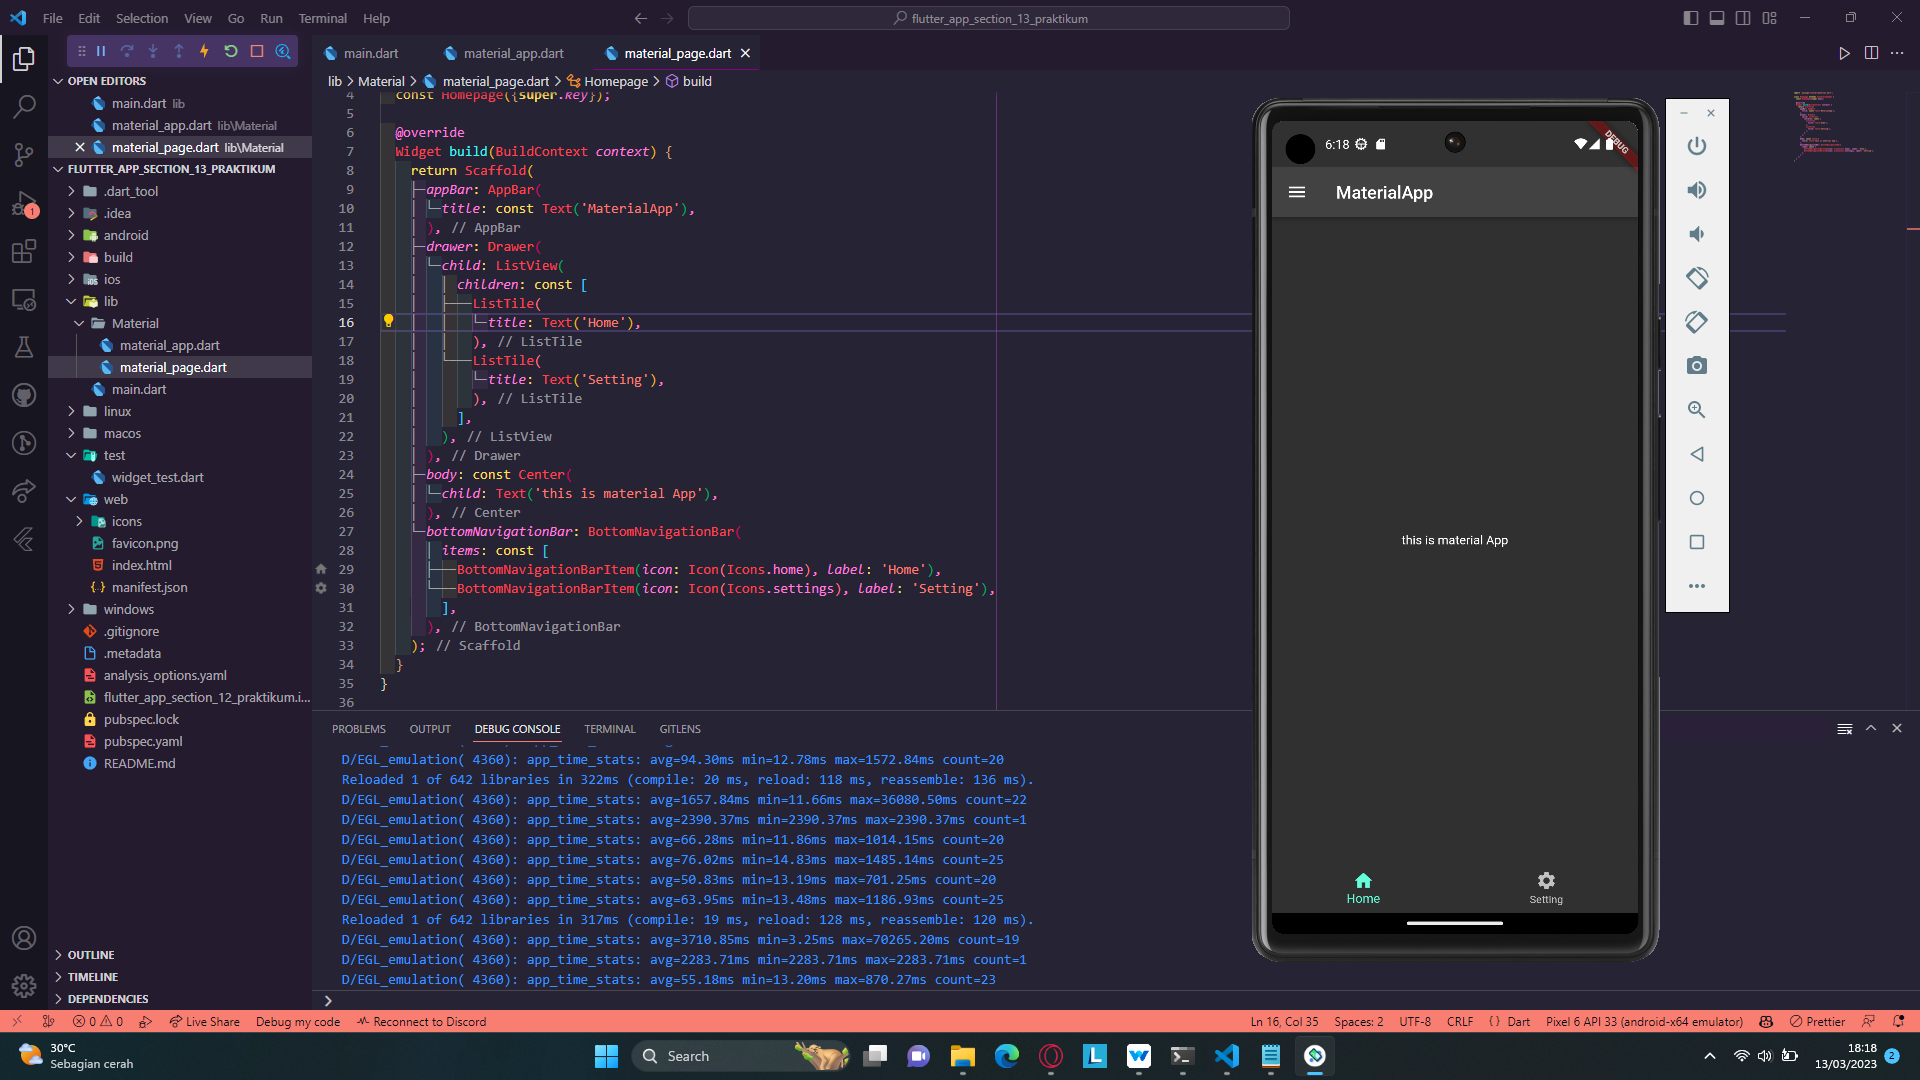 File Edit Selection View Go Run Terminal Help
flutter_app_section_13_praktikum
main.dart
material_app.dart
material_page.dart
lib > Material > material_page.dart > Homepage > build
OPEN EDITORS
main.dart lib
material_app.dart lib\Material
material_page.dart lib\Material
FLUTTER_APP_SECTION_13_PRAKTIKUM
.dart_tool
.idea
android
build
ios
lib
Material
material_app.dart
material_page.dart
main.dart
linux
macos
test
widget_test.dart
web
icons
favicon.png
index.html
manifest.json
windows
.gitignore
.metadata
analysis_options.yaml
flutter_app_section_12_praktikum.i...
pubspec.lock
pubspec.yaml
README.md
OUTLINE
TIMELINE
DEPENDENCIES
1
4 const Homepage({super.key});
5
6 @override
7 Widget build(BuildContext context) {
8 return Scaffold(
9 appBar: AppBar(
10 title: const Text('MaterialApp'),
11 ), // AppBar
12 drawer: Drawer(
13 child: ListView(
14 children: const [
15 ListTile(
16 title: Text('Home'),
17 ), // ListTile
18 ListTile(
19 title: Text('Setting'),
20 ), // ListTile
21 ],
22 ), // ListView
23 ), // Drawer
24 body: const Center(
25 child: Text('this is material App'),
26 ), // Center
27 bottomNavigationBar: BottomNavigationBar(
28 items: const [
29 BottomNavigationBarItem(icon: Icon(Icons.home), label: 'Home'),
30 BottomNavigationBarItem(icon: Icon(Icons.settings), label: 'Setting'),
31 ],
32 ), // BottomNavigationBar
33 ); // Scaffold
34 }
35 }
36
6:18
DEBUG
MaterialApp
this is material App
Home
Setting
PROBLEMS OUTPUT DEBUG CONSOLE TERMINAL GITLENS
D/EGL_emulation( 4360): app_time_stats: avg=94.30ms min=12.78ms max=1572.84ms count=20
Reloaded 1 of 642 libraries in 322ms (compile: 20 ms, reload: 118 ms, reassemble: 136 ms).
D/EGL_emulation( 4360): app_time_stats: avg=1657.84ms min=11.66ms max=36080.50ms count=22
D/EGL_emulation( 4360): app_time_stats: avg=2390.37ms min=2390.37ms max=2390.37ms count=1
D/EGL_emulation( 4360): app_time_stats: avg=66.28ms min=11.86ms max=1014.15ms count=20
D/EGL_emulation( 4360): app_time_stats: avg=76.02ms min=14.83ms max=1485.14ms count=25
D/EGL_emulation( 4360): app_time_stats: avg=50.83ms min=13.19ms max=701.25ms count=20
D/EGL_emulation( 4360): app_time_stats: avg=63.95ms min=13.48ms max=1186.93ms count=25
Reloaded 1 of 642 libraries in 317ms (compile: 19 ms, reload: 128 ms, reassemble: 120 ms).
D/EGL_emulation( 4360): app_time_stats: avg=3710.85ms min=3.25ms max=70265.20ms count=19
D/EGL_emulation( 4360): app_time_stats: avg=2283.71ms min=2283.71ms max=2283.71ms count=1
D/EGL_emulation( 4360): app_time_stats: avg=55.18ms min=13.20ms max=870.27ms count=23
0 0 Live Share Debug my code Reconnect to Discord
Ln 16, Col 35 Spaces: 2 UTF-8 CRLF { } Dart Pixel 6 API 33 (android-x64 emulator) Prettier
30°C
Sebagian cerah
Search
18:18
13/03/2023
2